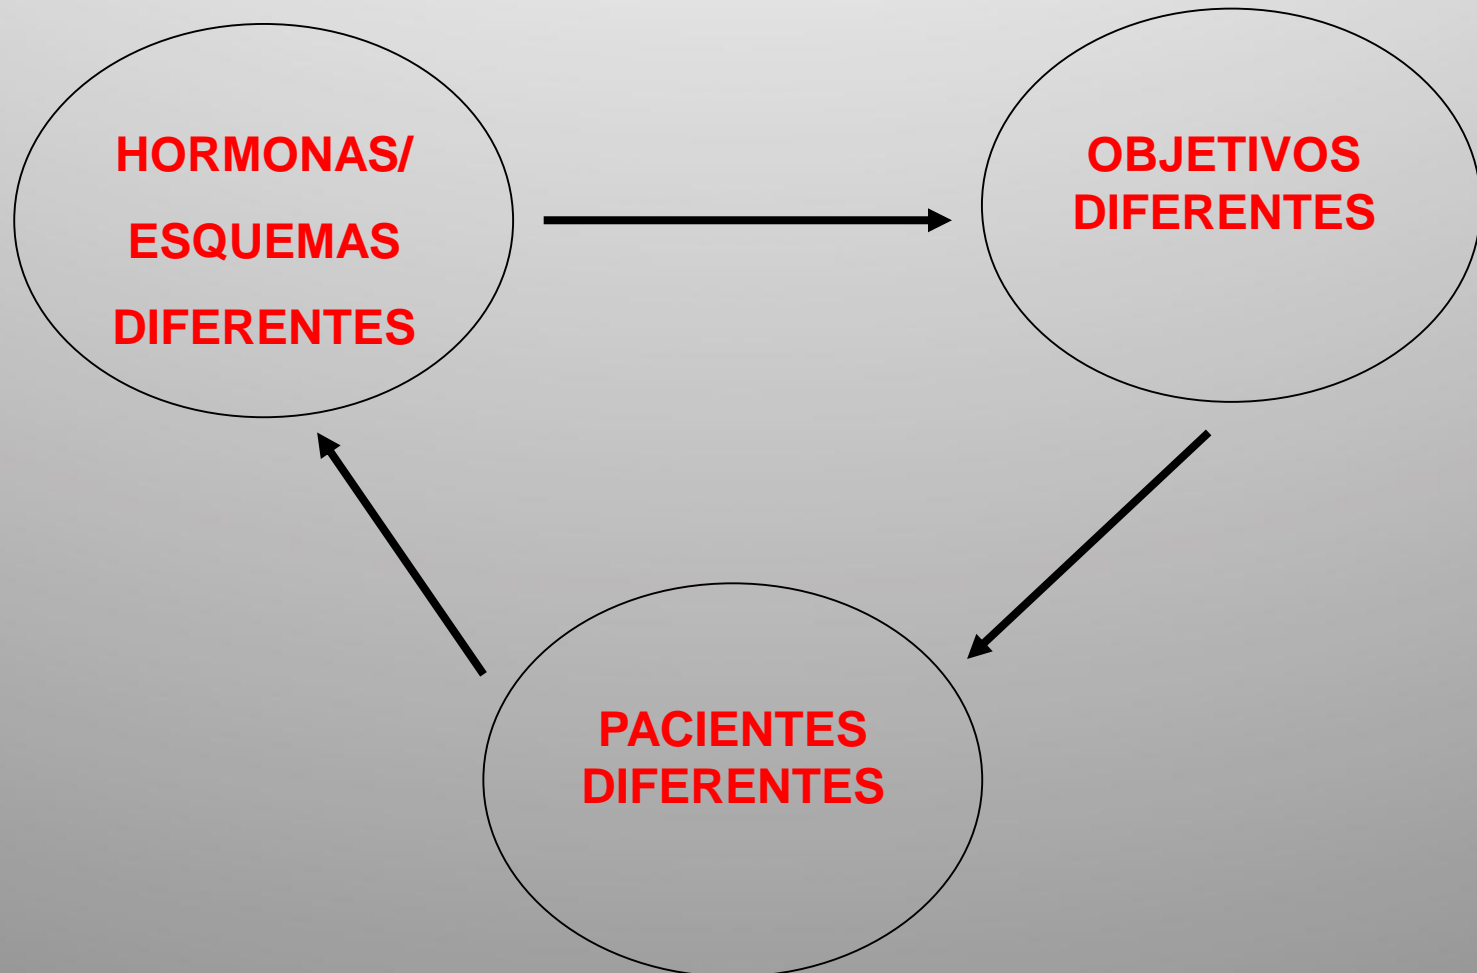 HORMONAS/
ESQUEMAS
DIFERENTES
OBJETIVOS
DIFERENTES
PACIENTES
DIFERENTES